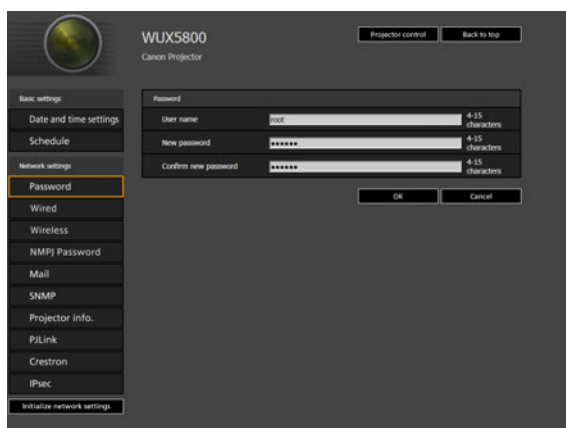 WUX5800
Projector control
Back to top
Canon Projector
Basic settings
Date and time settings
Schedule
Network settings
Password
Wired
Wireless
NMPJ Password
Mail
SNMP
Projector info.
PJLink
Crestron
IPsec
Initialize network settings
Password
User name
root
4-15
characters
New password
••••••
4-15
characters
Confirm new password
••••••
4-15
characters
OK
Cancel